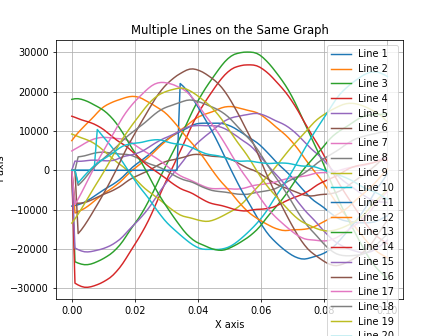 Multiple Lines on the Same Graph
30000
20000
10000
0
−10000
−20000
−30000
0.00
0.02
0.04
0.06
X axis
axis
Line 1
Line 2
Line 3
Line 4
Line 5
Line 6
Line 7
Line 8
Line 9
Line 10
Line 11
Line 12
Line 13
Line 14
Line 15
Line 16
Line 17
Line 18
Line 19
Line 20